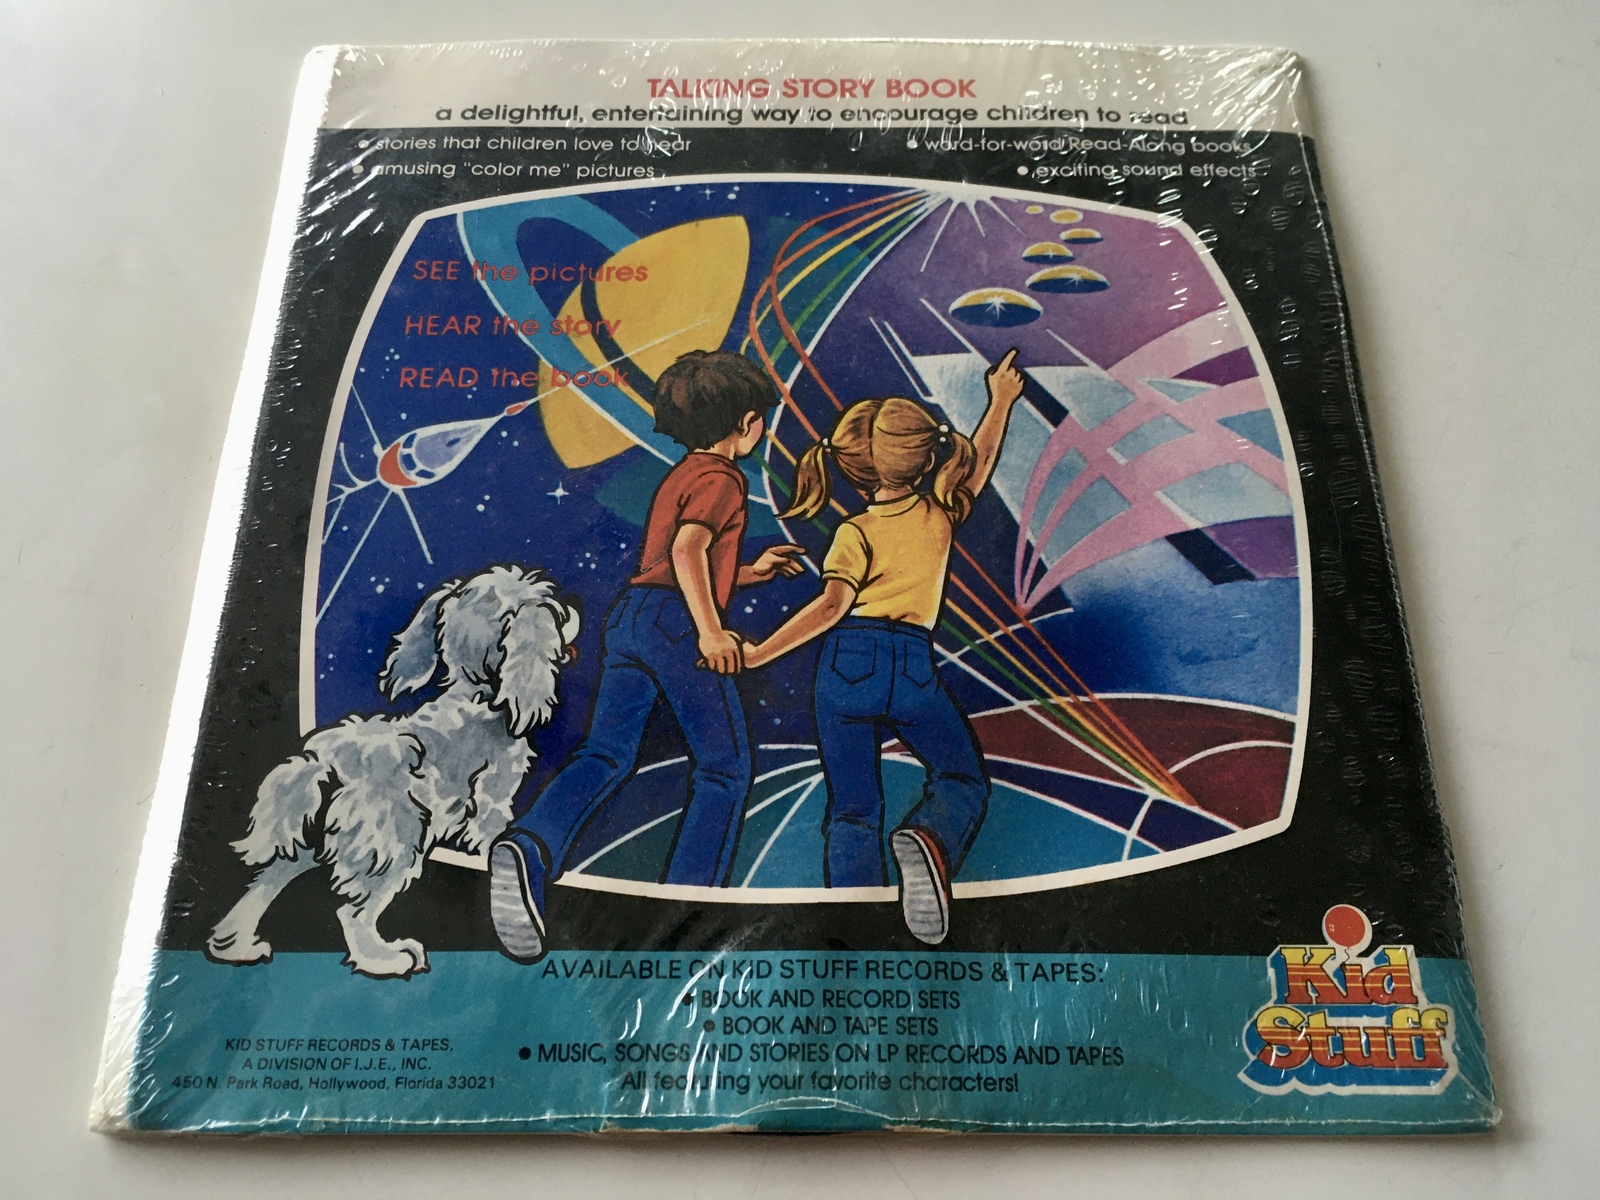 TALKING STORY BOOK
a delightful, entertaining way to encourage children to read
• stories that children love to hear
• word-for-word Read-Along books
• amusing "color me" pictures
• exciting sound effects
SEE the pictures
HEAR the story
READ the book
AVAILABLE ON KID STUFF RECORDS & TAPES:
• BOOK AND RECORD SETS
• BOOK AND TAPE SETS
• MUSIC, SONGS AND STORIES ON LP RECORDS AND TAPES
All featuring your favorite characters!
KID STUFF RECORDS & TAPES,
A DIVISION OF I.J.E., INC.
450 N. Park Road, Hollywood, Florida 33021
Kid
Stuff